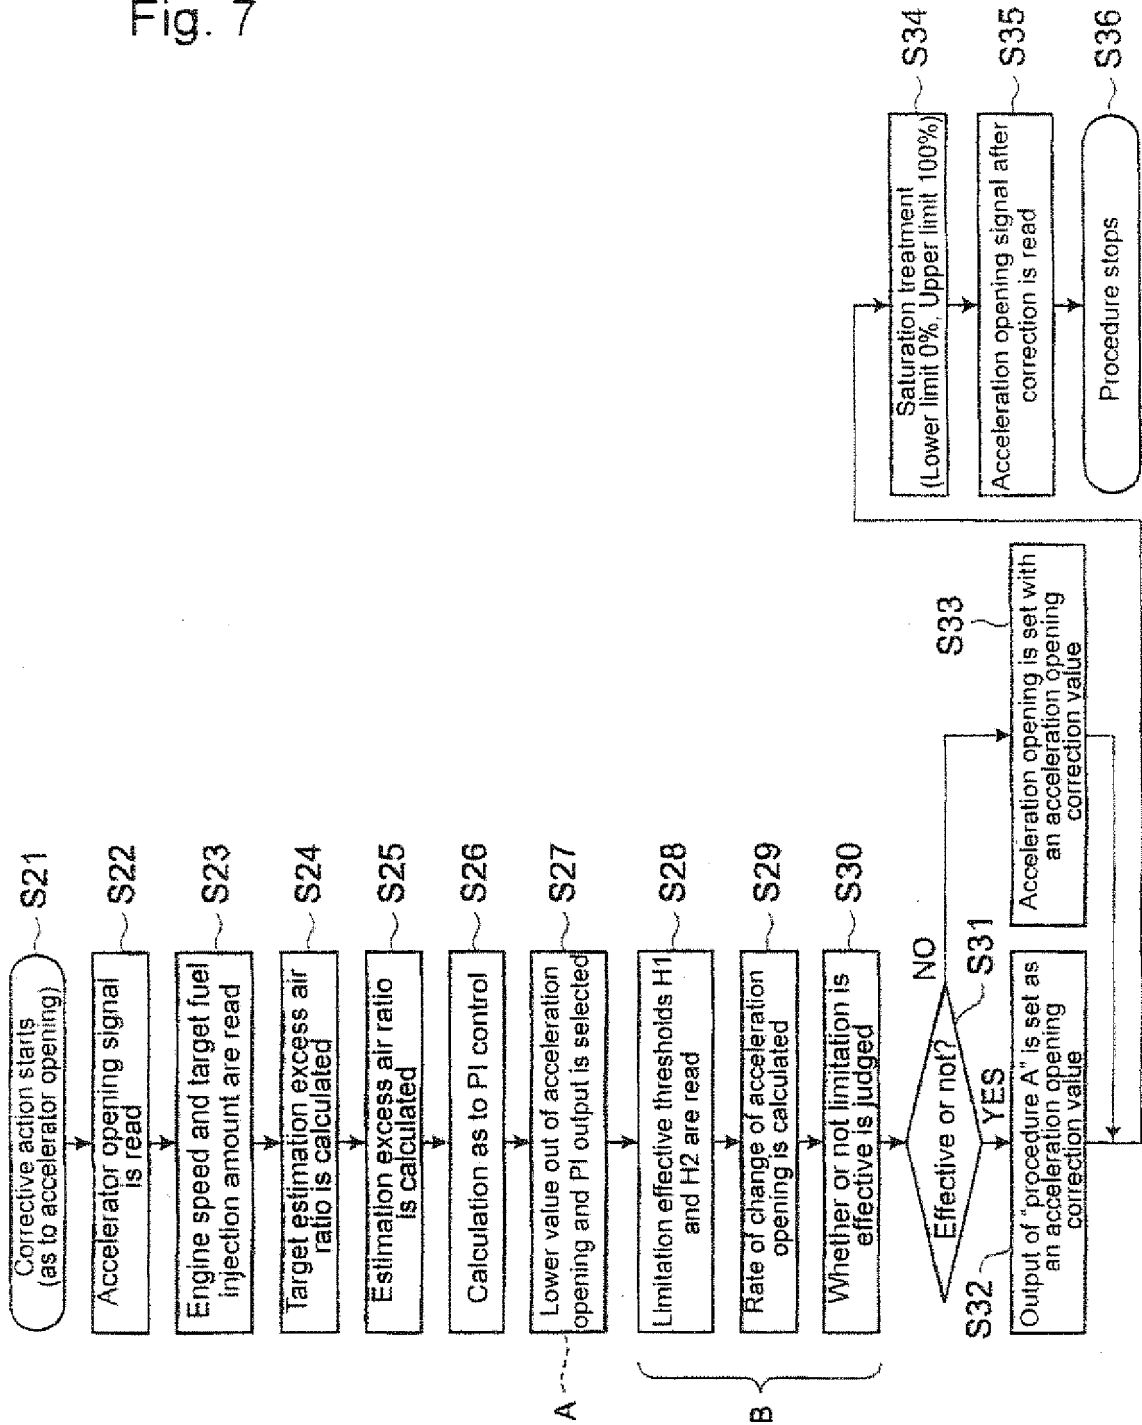 Fig. 7
Corrective action starts
(as to accelerator opening)
S21
Accelerator opening signal
is read
S22
Engine speed and target fuel
injection amount are read
S23
Target estimation excess air
ratio is calculated
S24
Estimation excess air ratio
is calculated
S25
Calculation as to PI control
S26
A
Lower value out of acceleration
opening and PI output is selected
S27
B
Limitation effective thresholds H1
and H2 are read
S28
Rate of change of acceleration
opening is calculated
S29
Whether or not limitation is
effective is judged
S30
Effective or not?
S31
NO
YES
S32
Output of "procedure A" is set as
an acceleration opening
correction value
S33
Acceleration opening is set with
an acceleration opening
correction value
Saturation treatment
(Lower limit 0%, Upper limit 100%)
S34
Acceleration opening signal after
correction is read
S35
Procedure stops
S36